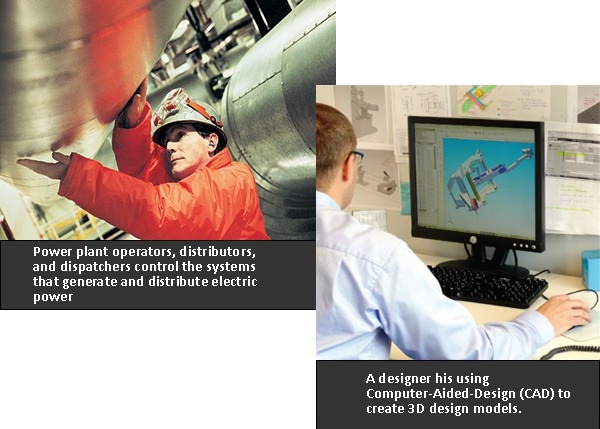 Power plant operators, distributors,
and dispatchers control the systems
that generate and distribute electric
power
A designer his using
Computer-Aided-Design (CAD) to
create 3D design models.